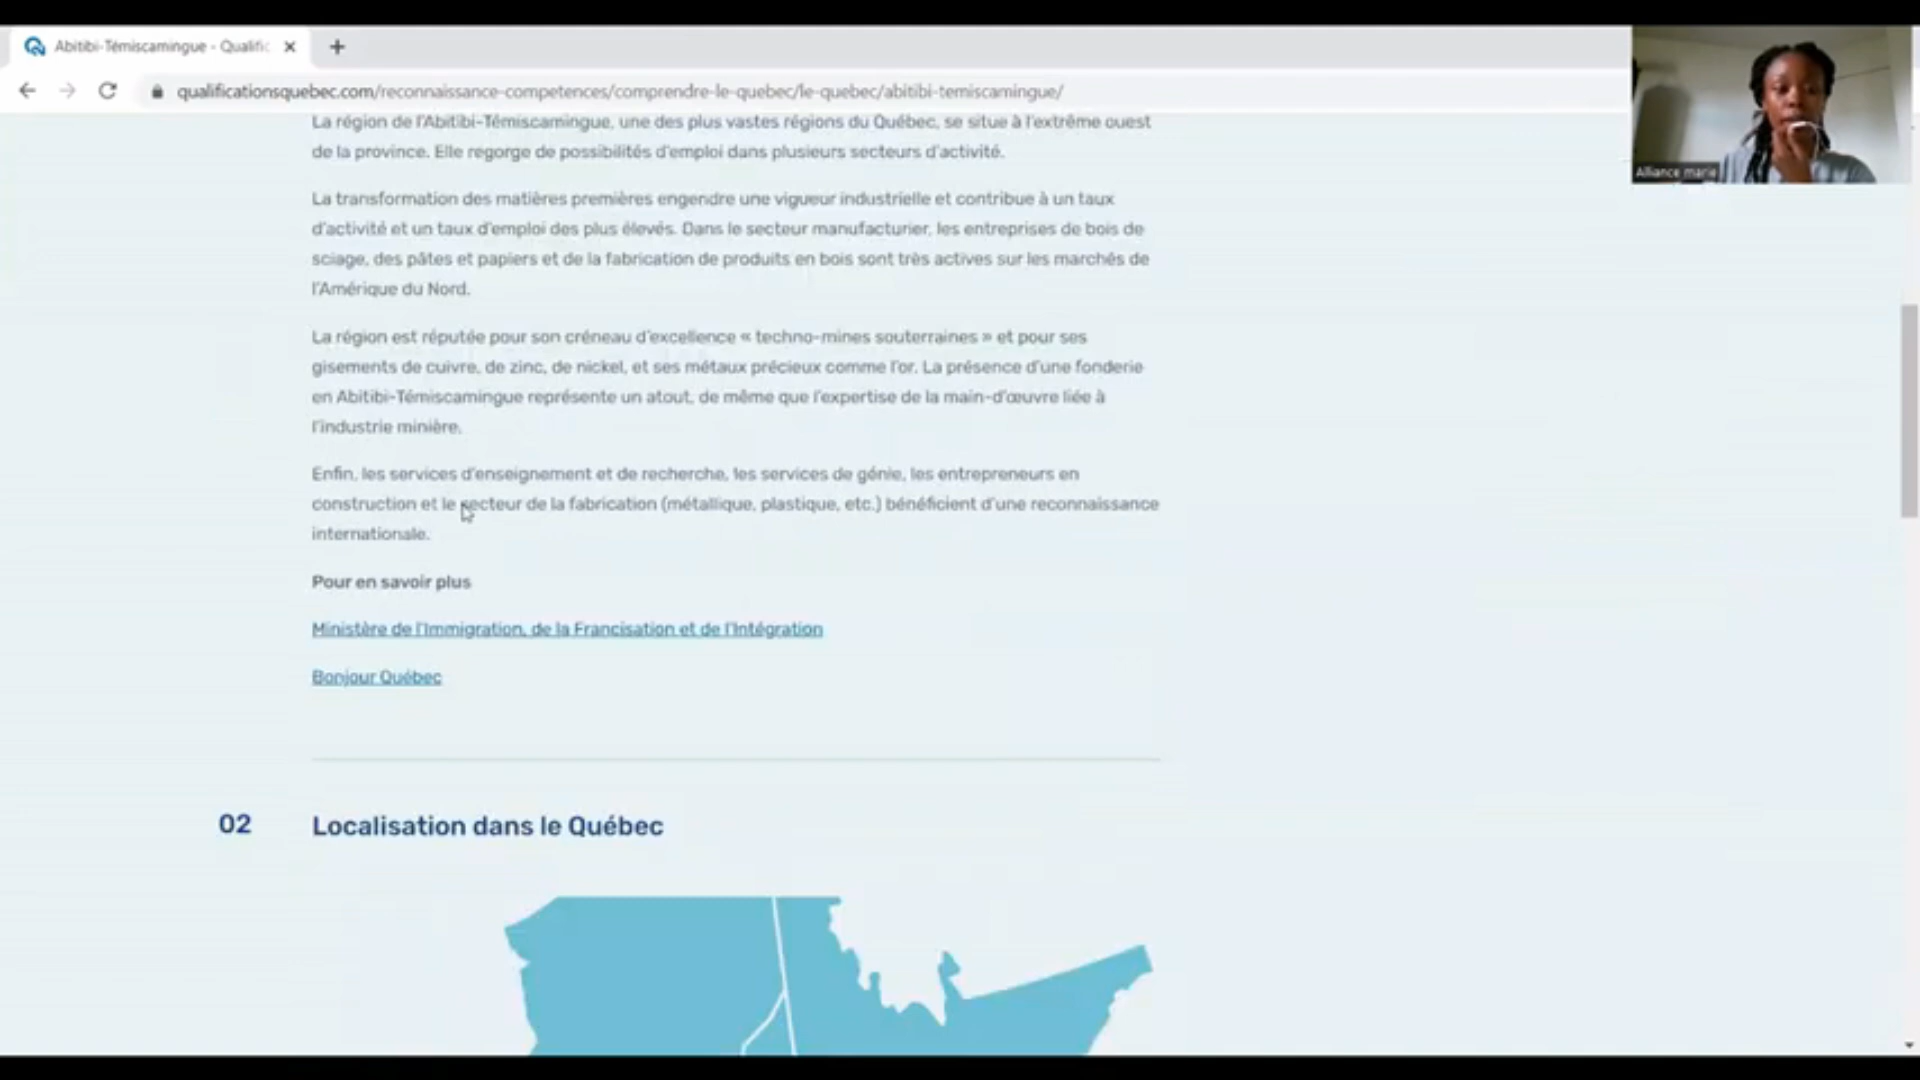 Abitibi-Témiscamingue - Qualific
qualificationsquebec.com/reconnaissance-competences/comprendre-le-quebec/le-quebec/abitibi-temiscamingue/
Alliance marie
La région de l'Abitibi-Témiscamingue, une des plus vastes régions du Québec, se situe à l'extrême ouest
de la province. Elle regorge de possibilités d'emploi dans plusieurs secteurs d'activité.
La transformation des matières premières engendre une vigueur industrielle et contribue à un taux
d'activité et un taux d'emploi des plus élevés. Dans le secteur manufacturier, les entreprises de bois de
sciage, des pâtes et papiers et de la fabrication de produits en bois sont très actives sur les marchés de
l'Amérique du Nord.
La région est réputée pour son créneau d'excellence « techno-mines souterraines » et pour ses
gisements de cuivre, de zinc, de nickel, et ses métaux précieux comme l'or. La présence d'une fonderie
en Abitibi-Témiscamingue représente un atout, de même que l'expertise de la main-d'œuvre liée à
l'industrie minière.
Enfin, les services d'enseignement et de recherche, les services de génie, les entrepreneurs en
construction et le secteur de la fabrication (métallique, plastique, etc.) bénéficient d'une reconnaissance
internationale.
Pour en savoir plus
Ministère de l'Immigration, de la Francisation et de l'Intégration
Bonjour Québec
02 Localisation dans le Québec